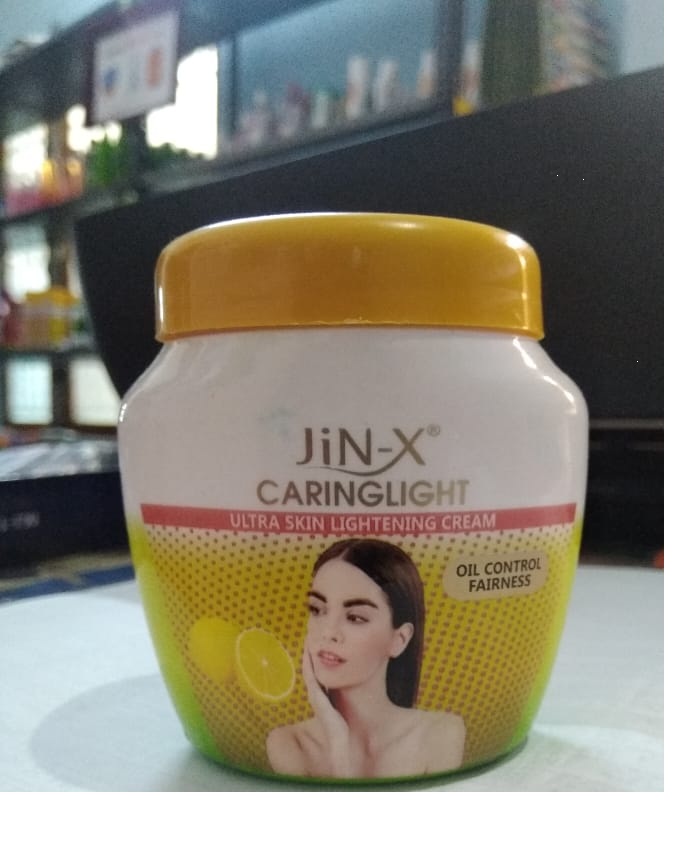 JiN-X®
CARINGLIGHT
ULTRA SKIN LIGHTENING CREAM
OIL CONTROL
FAIRNESS